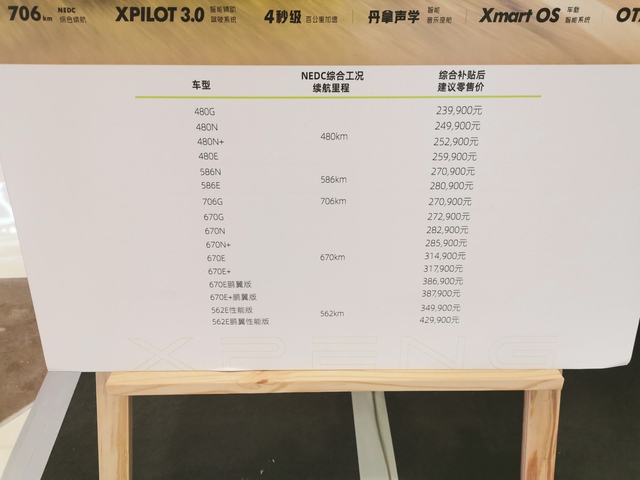 706km NEDC 综合续航 XPILOT 3.0 智能辅助驾驶系统 4秒级 百公里加速 丹拿声学 智能音乐座舱 Xmart OS 车载智能系统 OTA
车型 NEDC综合工况续航里程 综合补贴后建议零售价
480G 239,900元
480N 249,900元
480N+ 480km 252,900元
480E 259,900元
586N 270,900元
586km
586E 280,900元
706G 706km 270,900元
670G 272,900元
670N 282,900元
670N+ 285,900元
670E 670km 314,900元
670E+ 317,900元
670E鹏翼版 386,900元
670E+鹏翼版 387,900元
562E性能版 349,900元
562km
562E鹏翼性能版 429,900元
XPENG